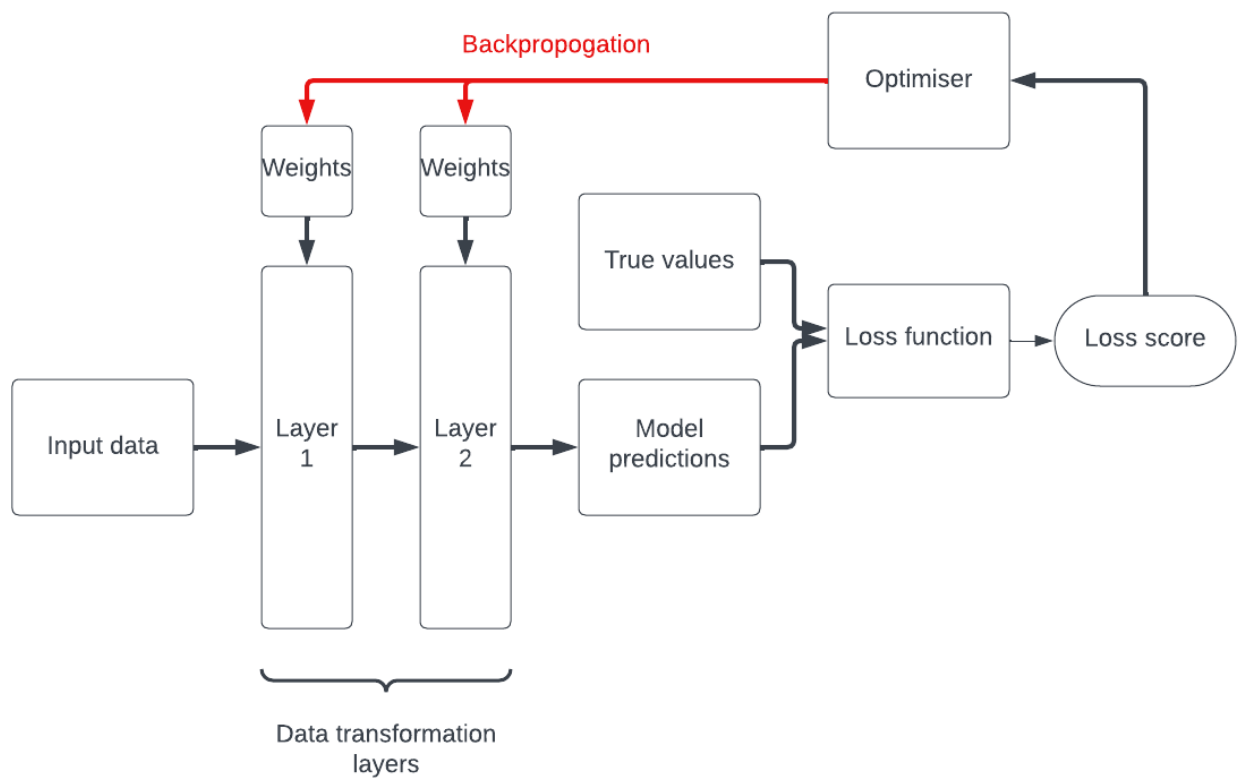 Backpropogation
Optimiser
Weights
Weights
True values
Loss function
Loss score
Input data
Layer
1
Layer
2
Model
predictions
Data transformation
layers